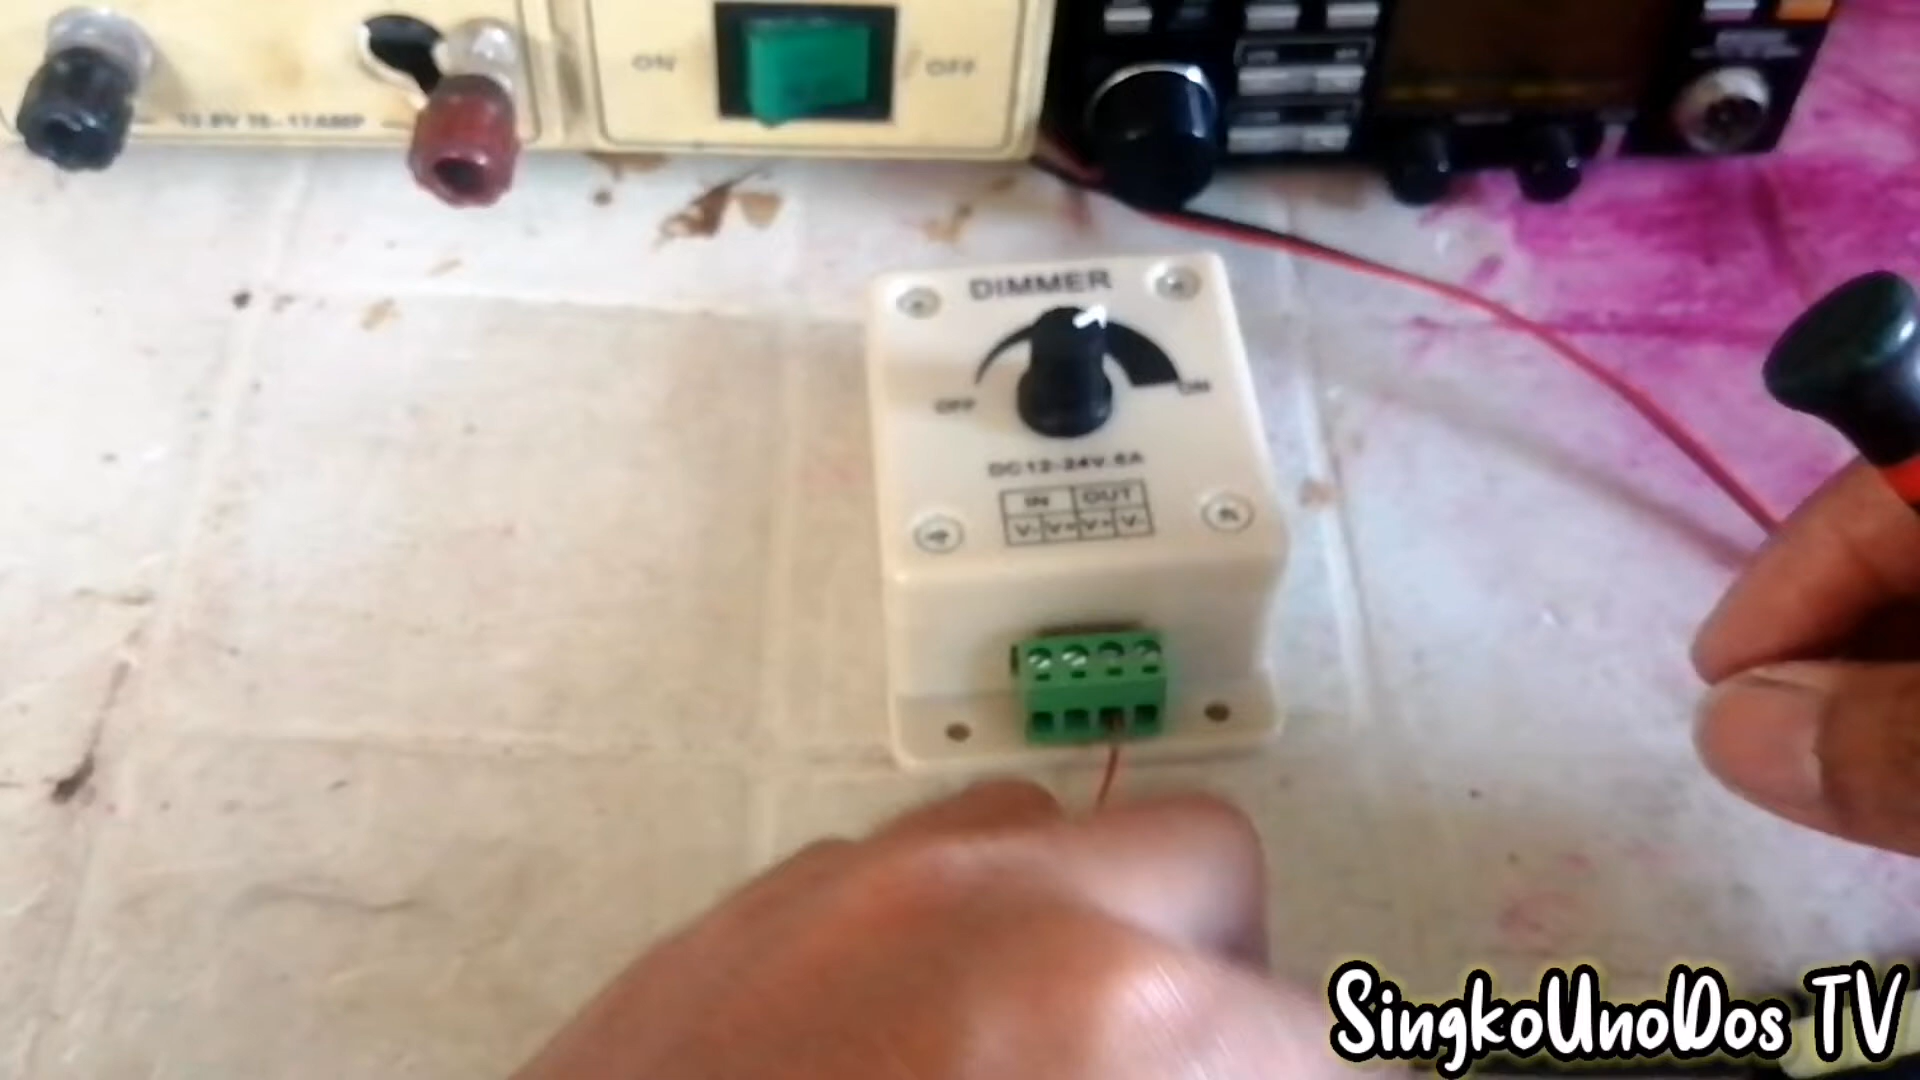 ON OFF
DIMMER
OFF ON
DC12-24V.8A
IN OUT
V- V+ V+ V-
SingkoUnoDos TV